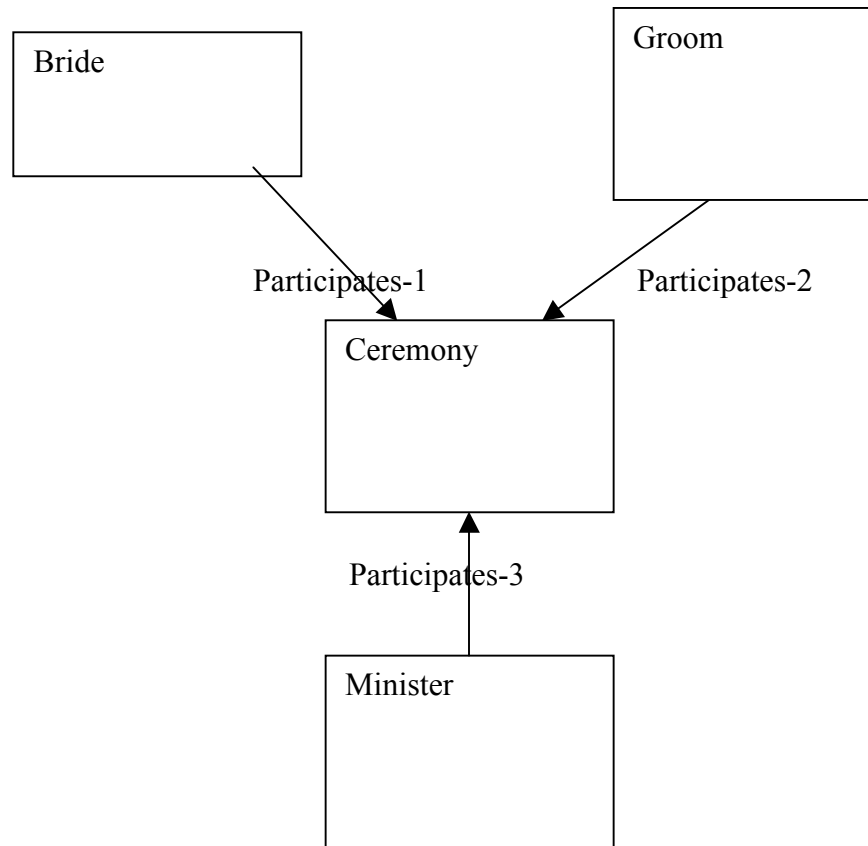 Bride
Groom
Participates-1
Participates-2
Ceremony
Participates-3
Minister